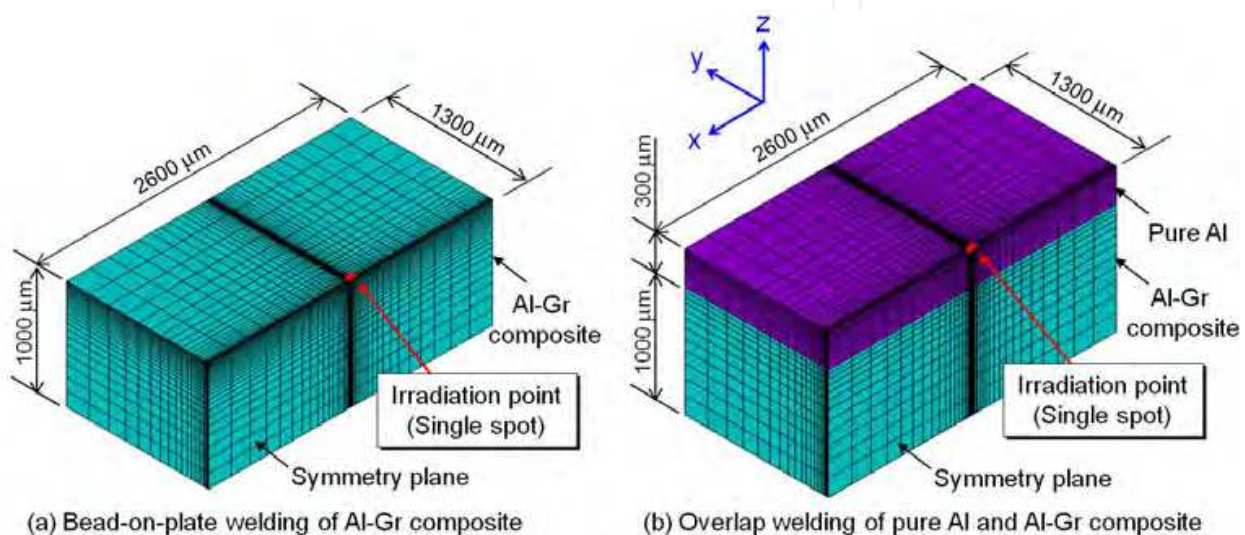 2600 μm
1300 μm
1000 μm
Al-Gr
composite
Irradiation point
(Single spot)
Symmetry plane
(a) Bead-on-plate welding of Al-Gr composite
z
y
x
2600 μm
1300 μm
300 μm
1000 μm
Pure Al
Al-Gr
composite
Irradiation point
(Single spot)
Symmetry plane
(b) Overlap welding of pure Al and Al-Gr composite